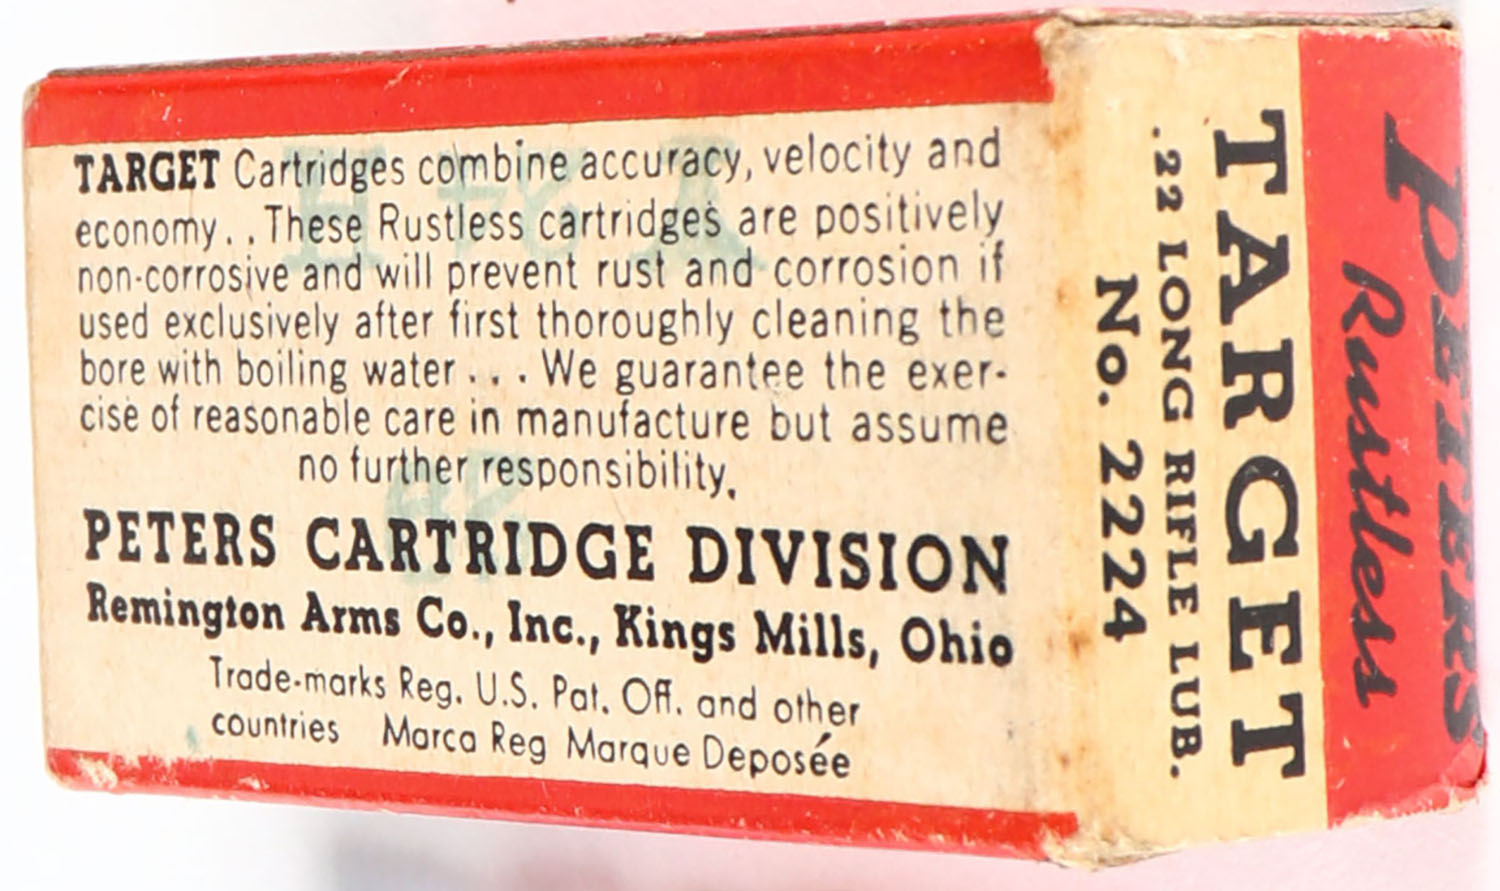 TARGET Cartridges combine accuracy, velocity and
economy. . These Rustless cartridges are positively
non-corrosive and will prevent rust and corrosion if
used exclusively after first thoroughly cleaning the
bore with boiling water . . . We guarantee the exer-
cise of reasonable care in manufacture but assume
no further responsibility.
PETERS CARTRIDGE DIVISION
Remington Arms Co., Inc., Kings Mills, Ohio
Trade-marks Reg. U.S. Pat. Off. and other
countries Marca Reg Marque Deposée
PETERS
Rustless
TARGET
.22 LONG RIFLE LUB.
No. 2224